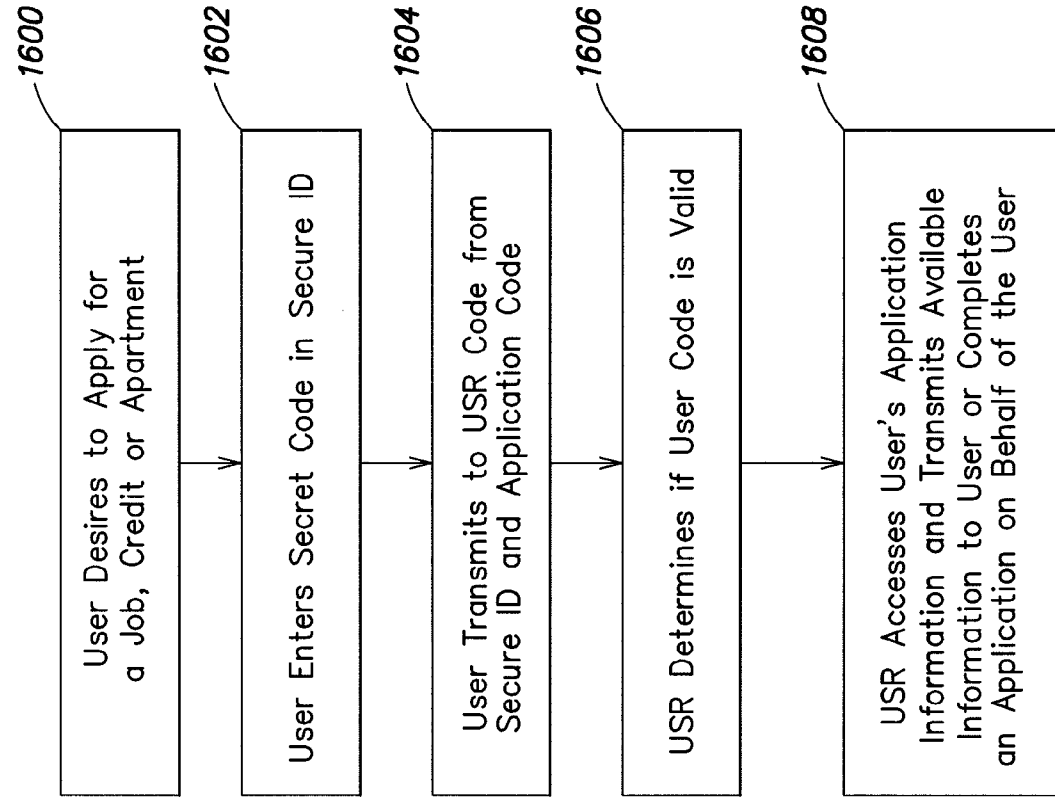 1600
User Desires to Apply for
a Job, Credit or Apartment
1602
User Enters Secret Code in Secure ID
1604
User Transmits to USR Code from
Secure ID and Application Code
1606
USR Determines if User Code is Valid
1608
USR Accesses User's Application
Information and Transmits Available
Information to User or Completes
an Application on Behalf of the User